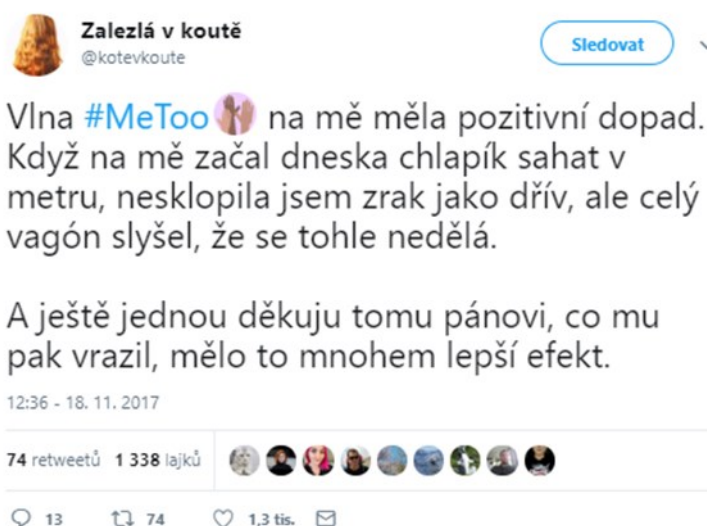 Zalezlá v koutě
@kotevkoute
Sledovat
Vlna #MeToo na mě měla pozitivní dopad.
Když na mě začal dneska chlapík sahat v
metru, nesklopila jsem zrak jako dřív, ale celý
vagón slyšel, že se tohle nedělá.
A ještě jednou děkuju tomu pánovi, co mu
pak vrazil, mělo to mnohem lepší efekt.
12:36 - 18. 11. 2017
74 retweetů 1 338 lajků
13 74 1,3 tis.